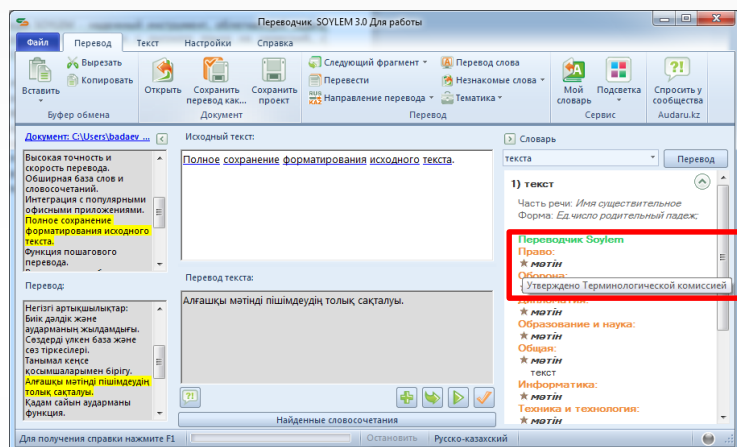 Переводчик SOYLEM 3.0 Для работы
Файл Перевод Текст Настройки Справка
Вставить
Вырезать
Копировать
Буфер обмена
Открыть
Сохранить перевод как...
Сохранить проект
Документ
Следующий фрагмент
Перевести
Направление перевода
Перевод слова
Незнакомые слова
Тематика
Перевод
Мой словарь
Подсветка
Сервис
Спросить у сообщества
Audaru.kz
Документ: C:\Users\badaev ...
Высокая точность и
скорость перевода.
Обширная база слов и
словосочетаний.
Интеграция с популярными
офисными приложениями.
Полное сохранение
форматирования исходного
текста.
Функция пошагового
перевода.
Перевод:
Негізгі артықшылықтар:
Биік дәлдік және
аударманың жылдамдығы.
Сөздерді үлкен база және
сөз тіркесілері.
Танымал кеңсе
қосымшаларымен бірігу.
Алғашқы мәтінді пішімдеудің
толық сақталуы.
Қадам сайын аударманы
функция.
Исходный текст:
Полное сохранение форматирования исходного текста.
Перевод текста:
Алғашқы мәтінді пішімдеудің толық сақталуы.
Найденные словосочетания
Словарь
текста Перевод
1) текст
Часть речи: Имя существительное
Форма: Ед.число родительный падеж;
Переводчик Soylem
Право:
мәтін
Оборона:
Утверждено Терминологической комиссией
Дипломатия:
мәтін
Образование и наука:
мәтін
Общая:
мәтін
текст
Информатика:
мәтін
Техника и технология:
мәтін
Для получения справки нажмите F1 Остановить Русско-казахский